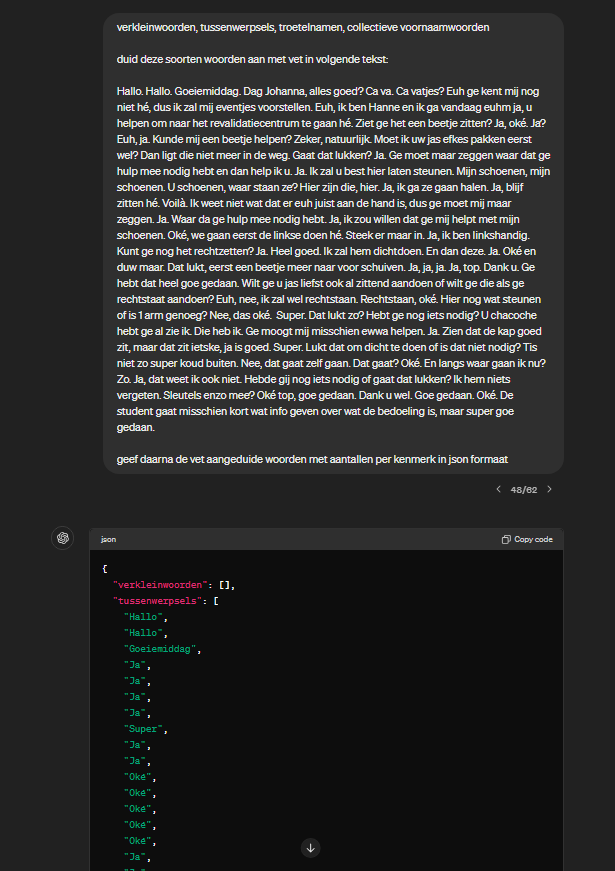 verkleinwoorden, tussenwerpsels, troetelnamen, collectieve voornaamwoorden
duid deze soorten woorden aan met vet in volgende tekst:
Hallo. Hallo. Goeiemiddag. Dag Johanna, alles goed? Ca va. Ca vatjes? Euh ge kent mij nog
niet hé, dus ik zal mij eventjes voorstellen. Euh, ik ben Hanne en ik ga vandaag euhm ja, u
helpen om naar het revalidatiecentrum te gaan hé. Ziet ge het een beetje zitten? Ja, oké. Ja?
Euh, ja. Kunde mij een beetje helpen? Zeker, natuurlijk. Moet ik uw jas efkes pakken eerst
wel? Dan ligt die niet meer in de weg. Gaat dat lukken? Ja. Ge moet maar zeggen waar dat ge
hulp mee nodig hebt en dan help ik u. Ja. Ik zal u best hier laten steunen. Mijn schoenen, mijn
schoenen. U schoenen, waar staan ze? Hier zijn die, hier. Ja, ik ga ze gaan halen. Ja, blijf
zitten hé. Voilà. Ik weet niet wat dat er euh juist aan de hand is, dus ge moet mij maar
zeggen. Ja. Waar da ge hulp mee nodig hebt. Ja, ik zou willen dat ge mij helpt met mijn
schoenen. Oké, we gaan eerst de linkse doen hé. Steek er maar in. Ja, ik ben linkshandig.
Kunt ge nog het rechtzetten? Ja. Heel goed. Ik zal hem dichtdoen. En dan deze. Ja. Oké en
duw maar. Dat lukt, eerst een beetje meer naar voor schuiven. Ja, ja, ja. Ja, top. Dank u. Ge
hebt dat heel goe gedaan. Wilt ge u jas liefst ook al zittend aandoen of wilt ge die als ge
rechtstaat aandoen? Euh, nee, ik zal wel rechtstaan. Rechtstaan, oké. Hier nog wat steunen
of is 1 arm genoeg? Nee, das oké.  Super. Dat lukt zo? Hebt ge nog iets nodig? U chacoche
hebt ge al zie ik. Die heb ik. Ge moogt mij misschien ewwa helpen. Ja. Zien dat de kap goed
zit, maar dat zit ietske, ja is goed. Super. Lukt dat om dicht te doen of is dat niet nodig? Tis
niet zo super koud buiten. Nee, dat gaat zelf gaan. Dat gaat? Oké. En langs waar gaan ik nu?
Zo. Ja, dat weet ik ook niet. Hebde gij nog iets nodig of gaat dat lukken? Ik hem niets
vergeten. Sleutels enzo mee? Oké top, goe gedaan. Dank u wel. Goe gedaan. Oké. De
student gaat misschien kort wat info geven over wat de bedoeling is, maar super goe
gedaan.
geef daarna de vet aangeduide woorden met aantallen per kenmerk in json formaat
48/62
json
Copy code
{
"verkleinwoorden": [],
"tussenwerpsels": [
"Hallo",
"Hallo",
"Goeiemiddag",
"Ja",
"Ja",
"Ja",
"Ja",
"Super",
"Ja",
"Ja",
"Oké",
"Oké",
"Oké",
"Oké",
"Oké",
"Ja",